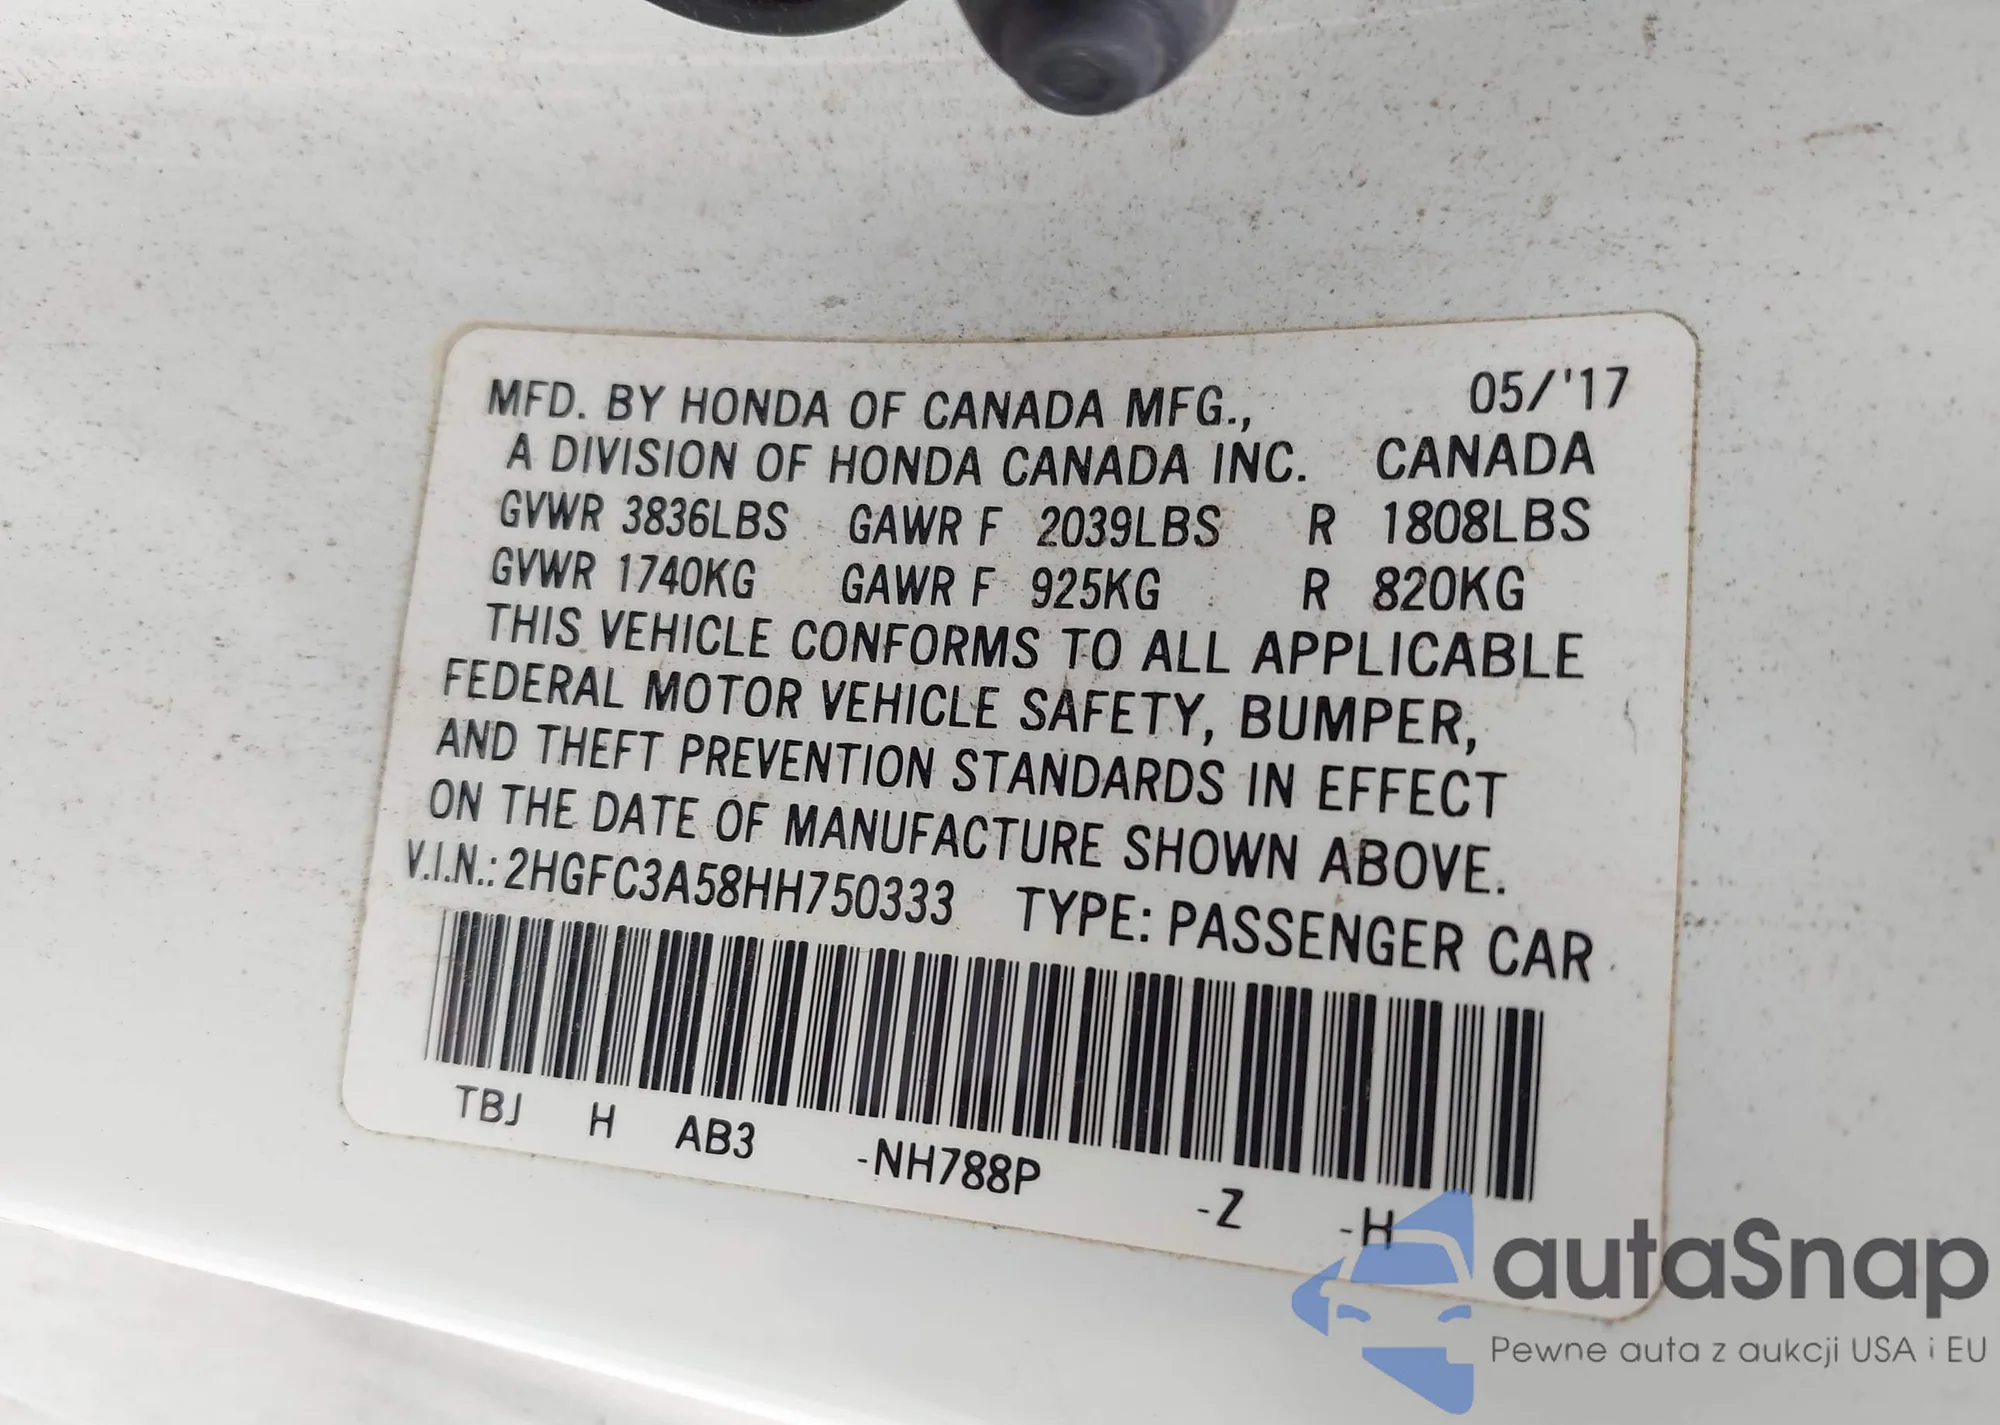 MFD. BY HONDA OF CANADA MFG., 05/'17
A DIVISION OF HONDA CANADA INC. CANADA
GVWR 3836LBS GAWR F 2039LBS R 1808LBS
GVWR 1740KG GAWR F 925KG R 820KG
THIS VEHICLE CONFORMS TO ALL APPLICABLE
FEDERAL MOTOR VEHICLE SAFETY, BUMPER,
AND THEFT PREVENTION STANDARDS IN EFFECT
ON THE DATE OF MANUFACTURE SHOWN ABOVE.
V.I.N.: 2HGFC3A58HH750333 TYPE: PASSENGER CAR
TBJ H AB3 -NH788P -Z -H
autaSnap
Pewne auta z aukcji USA i EU